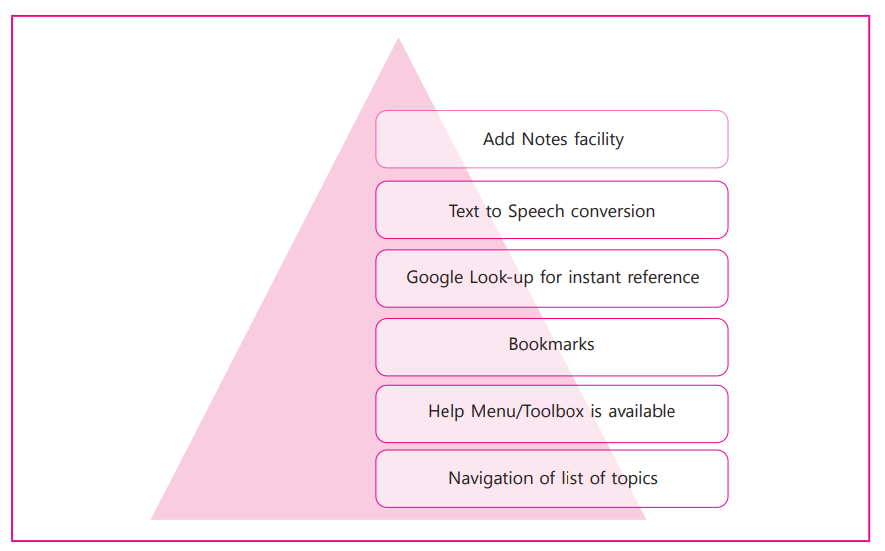 Add Notes facility
Text to Speech conversion
Google Look-up for instant reference
Bookmarks
Help Menu/Toolbox is available
Navigation of list of topics